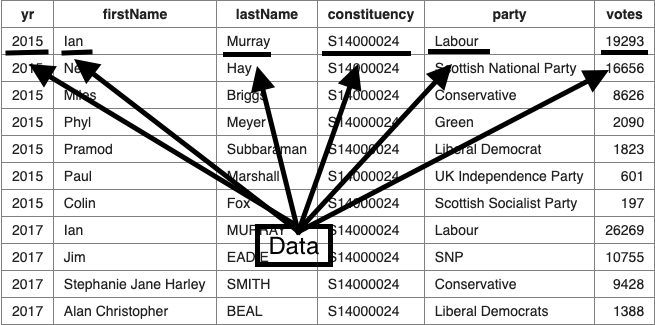 yr firstName lastName constituency party votes
2015 Ian Murray S14000024 Labour 19293
2015 Hay S14000024 Scottish National Party 16656
2015 Miles Briggs S14000024 Conservative 8626
2015 Phyl Meyer S14000024 Green 2090
2015 Pramod Subbaraman S14000024 Liberal Democrat 1823
2015 Paul Marshall S14000024 UK Independence Party 601
2015 Colin Fox S14000024 Scottish Socialist Party 197
2017 Ian MURRAY S14000024 Labour 26269
2017 Jim EADIE S14000024 SNP 10755
Data
2017 Stephanie Jane Harley SMITH S14000024 Conservative 9428
2017 Alan Christopher BEAL S14000024 Liberal Democrats 1388